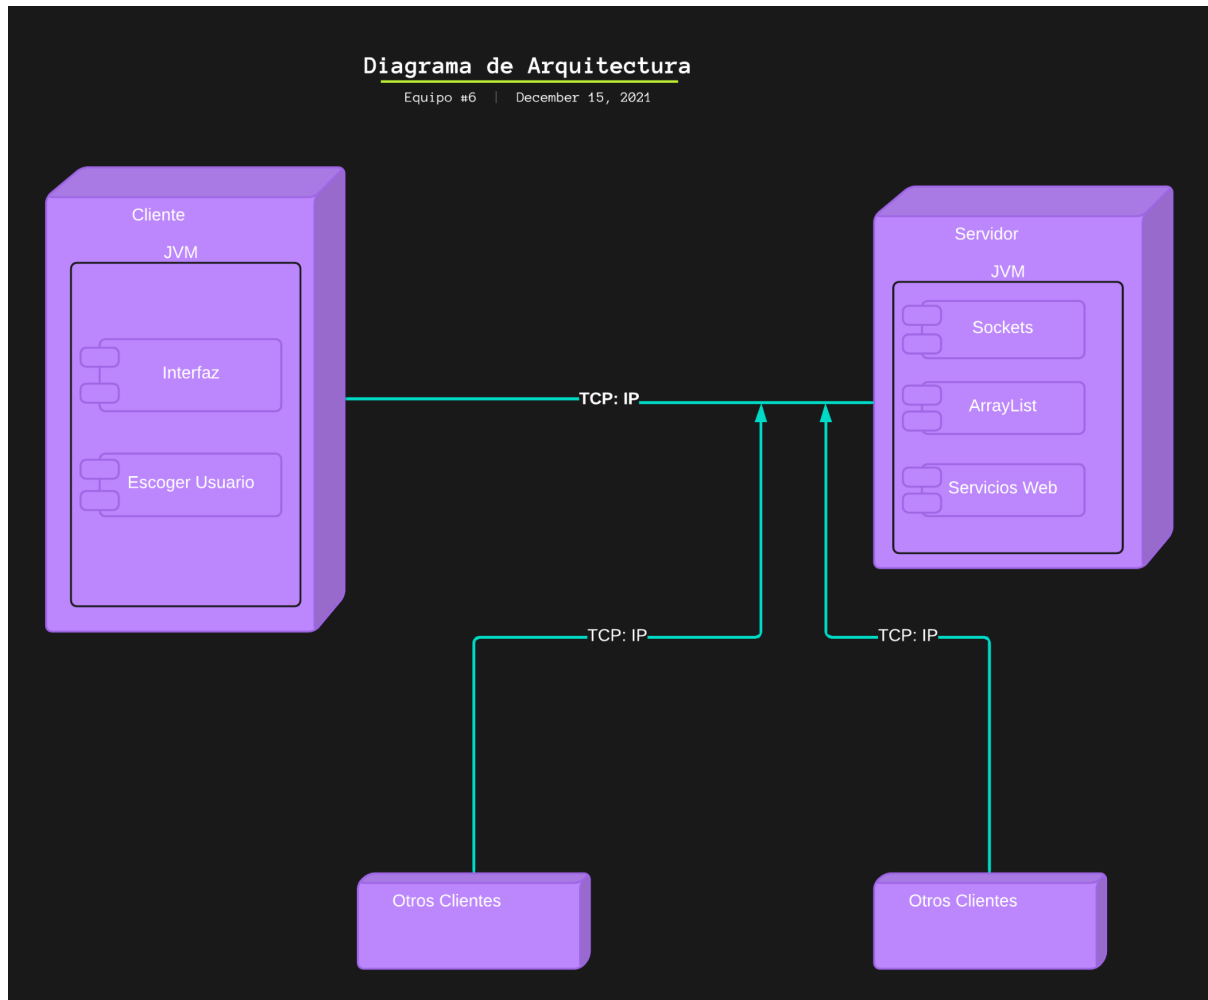 Diagrama de Arquitectura
Equipo #6 | December 15, 2021
Cliente
JVM
Interfaz
Escoger Usuario
TCP: IP
Servidor
JVM
Sockets
ArrayList
Servicios Web
TCP: IP
TCP: IP
Otros Clientes
Otros Clientes